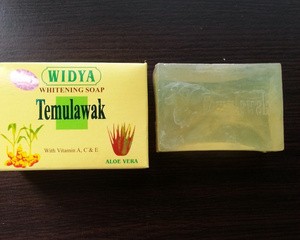 WIDYA
WHITENING SOAP
Temulawak
With Vitamin A, C & E
ALOE VERA